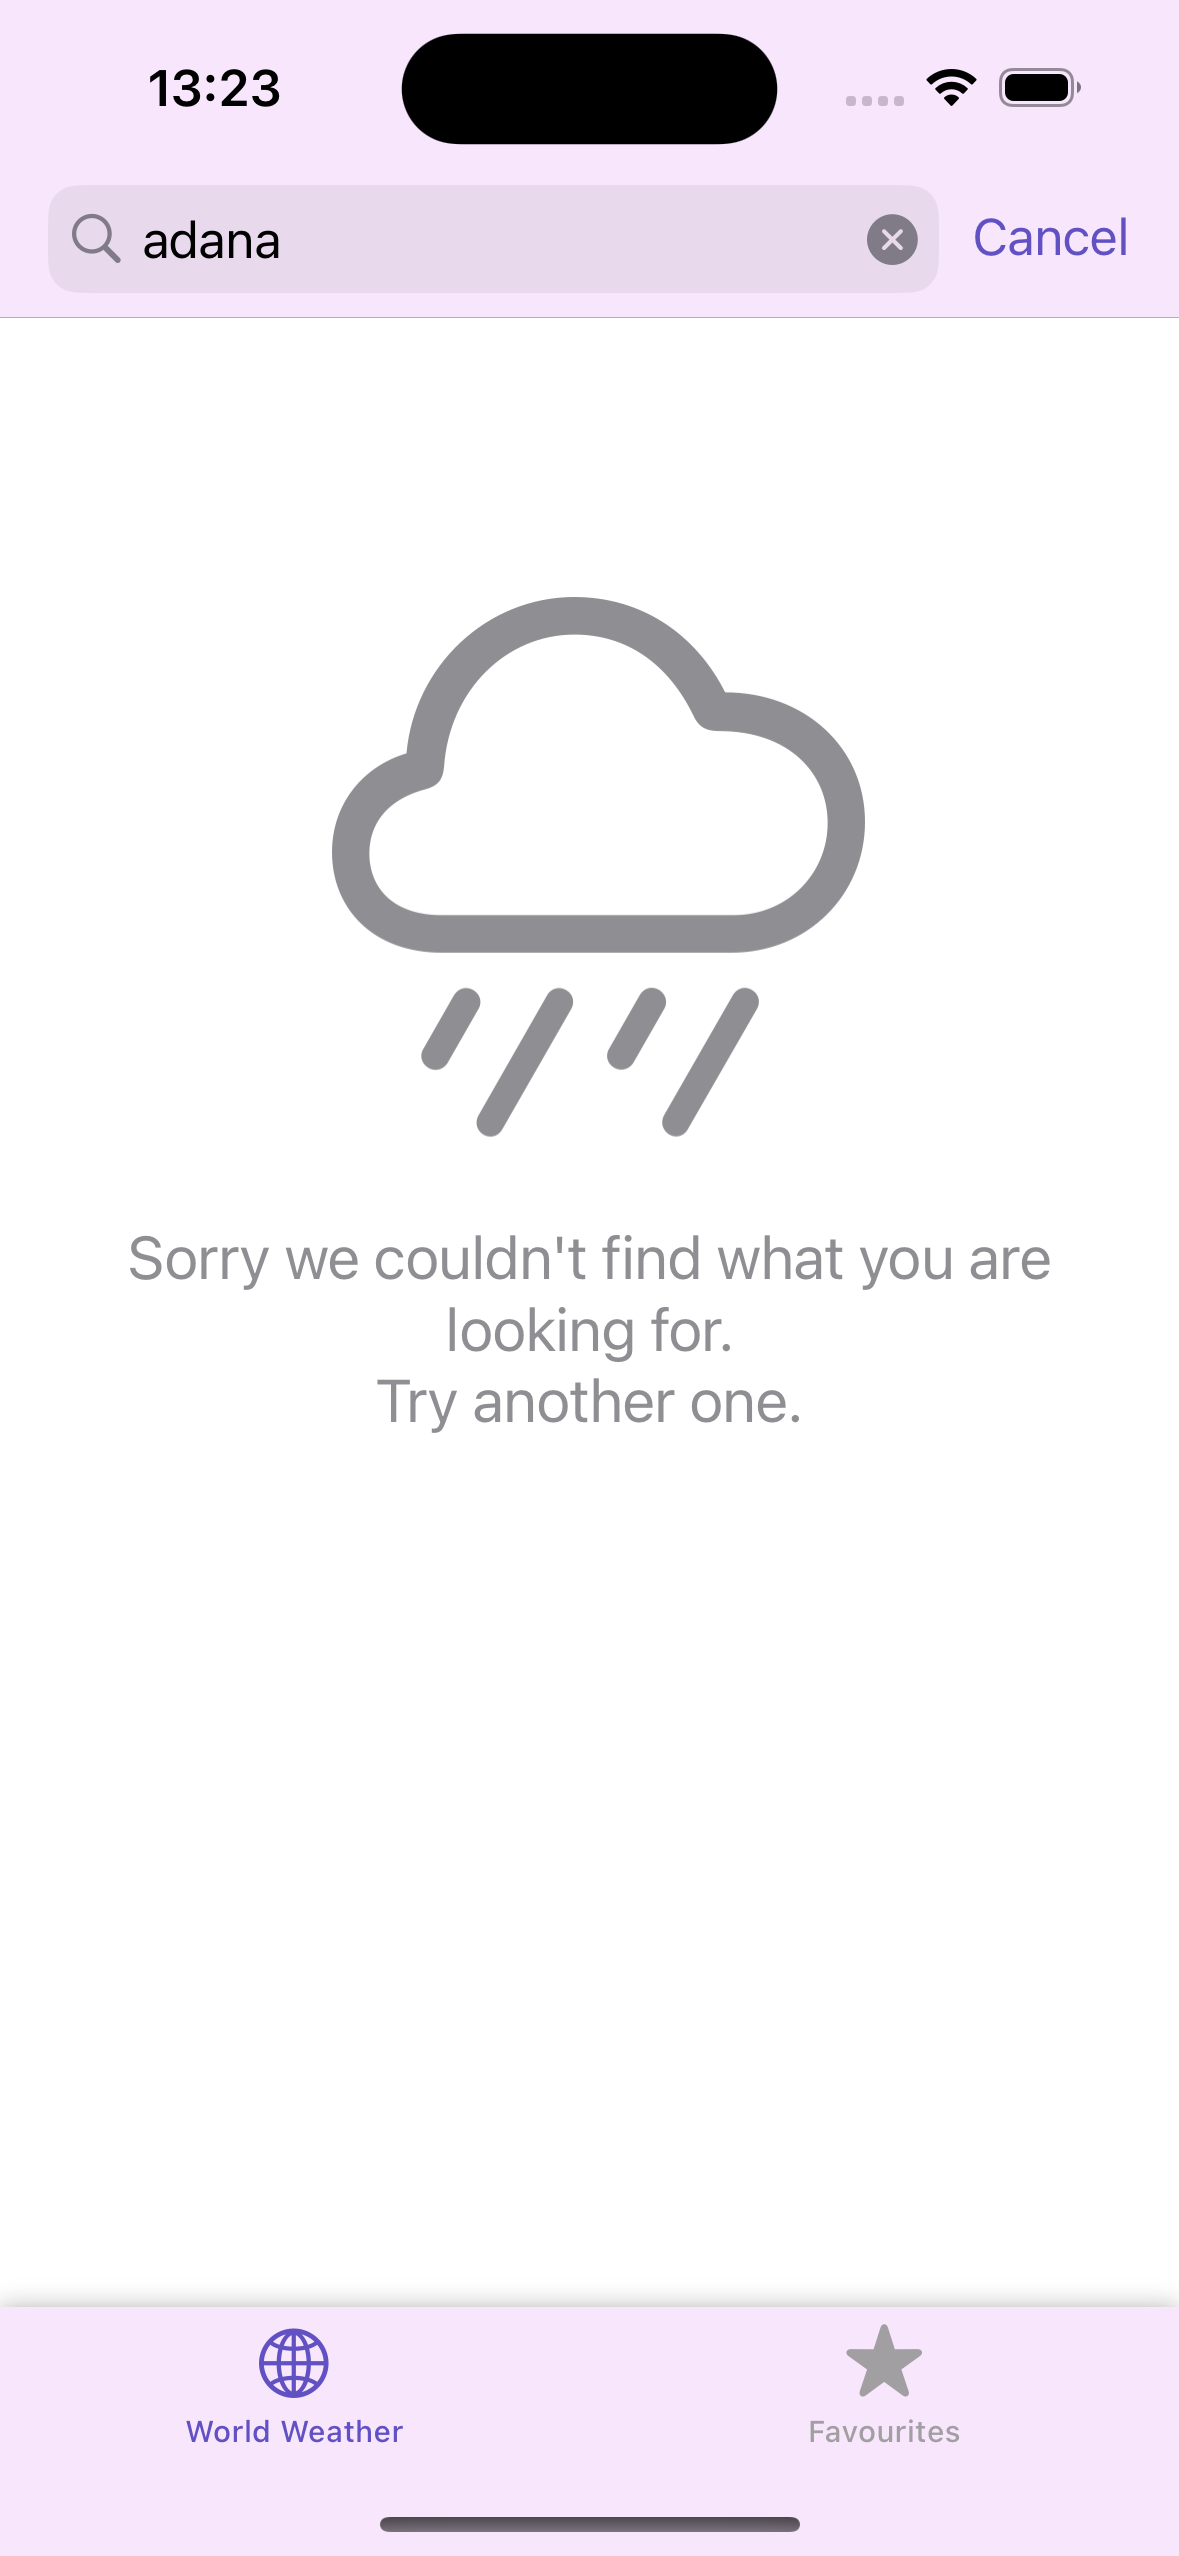 13:23
adana
Cancel
Sorry we couldn't find what you are
looking for.
Try another one.
World Weather
Favourites